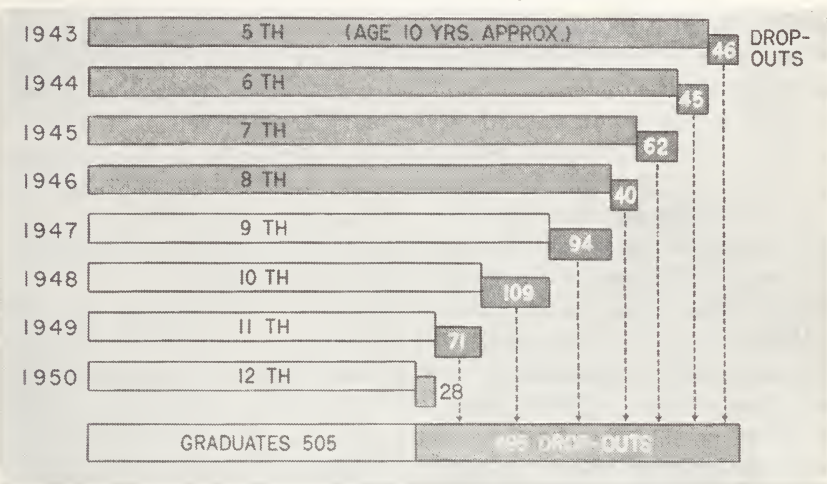 1943 5 TH (AGE 10 YRS. APPROX.) 46 DROP-
OUTS
1944 6 TH 45
1945 7 TH 62
1946 8 TH 40
1947 9 TH 94
1948 10 TH 109
1949 11 TH 71
1950 12 TH 28
GRADUATES 505 495 DROP-OUTS